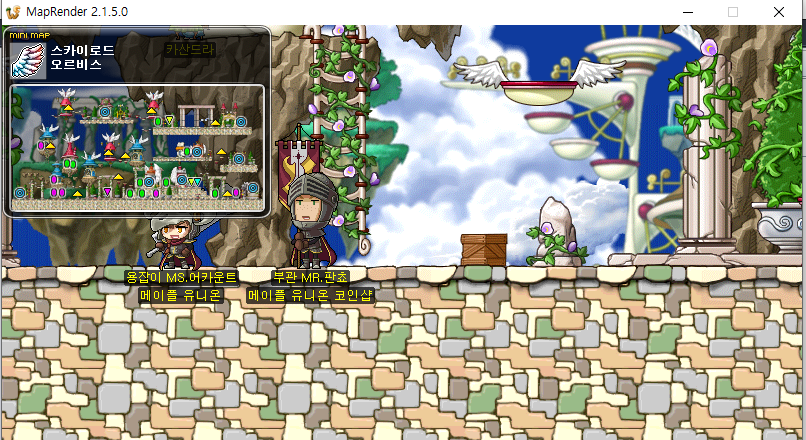 MapRender 2.1.5.0
MINI MAP
스카이로드
오르비스
카산드라
용잡이 MS.어카운트
메이플 유니온
부관 MR.판쵸
메이플 유니온 코인샵